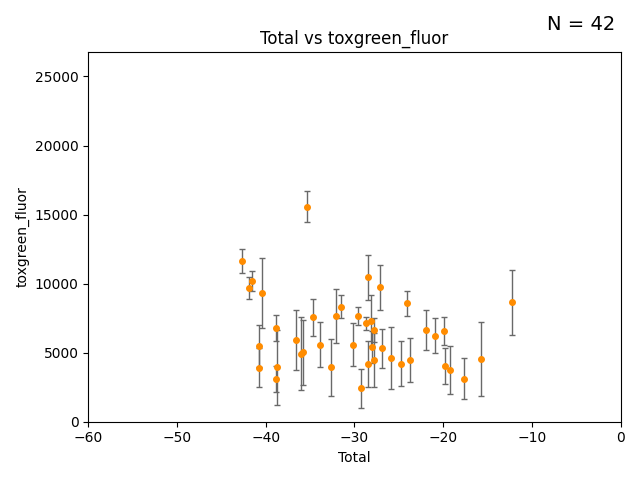 N = 42
Total vs toxgreen_fluor
25000
20000
15000
10000
5000
0
toxgreen_fluor
−60 −50 −40 −30 −20 −10 0
Total